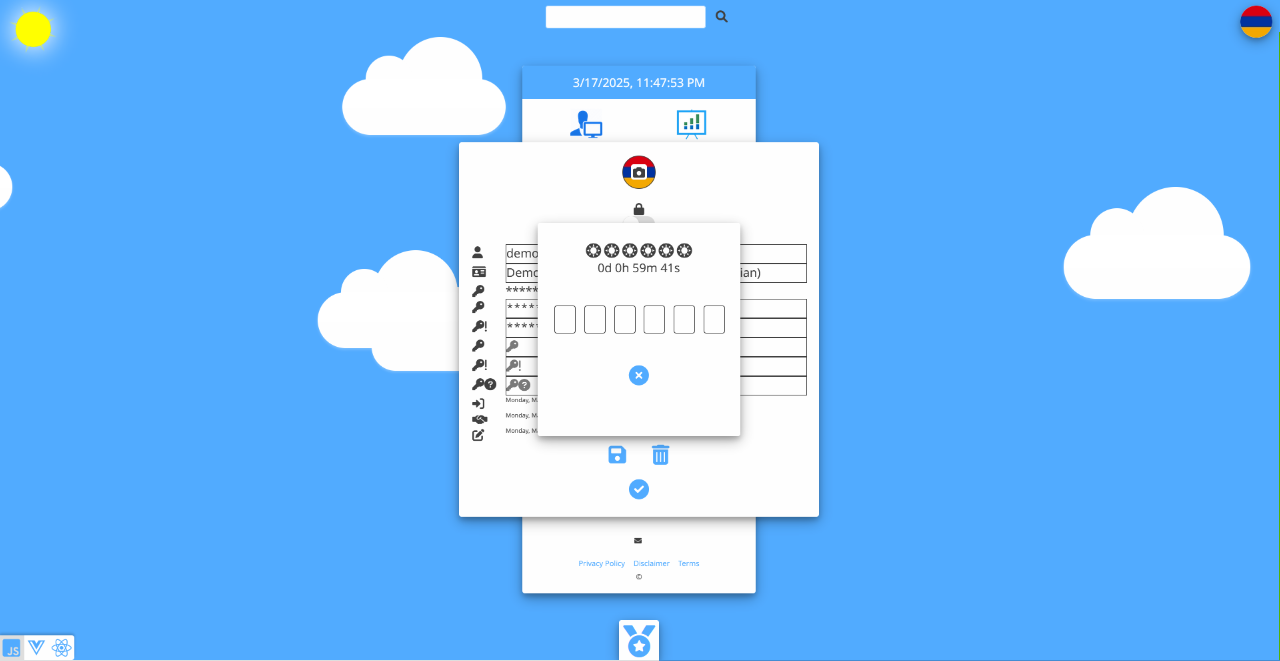 3/17/2025, 11:47:53 PM
0d 0h 59m 41s
demo
Demo
ian)
******
****
****
Monday, M
Monday, M
Monday, M
Privacy Policy Disclaimer Terms
©
JS